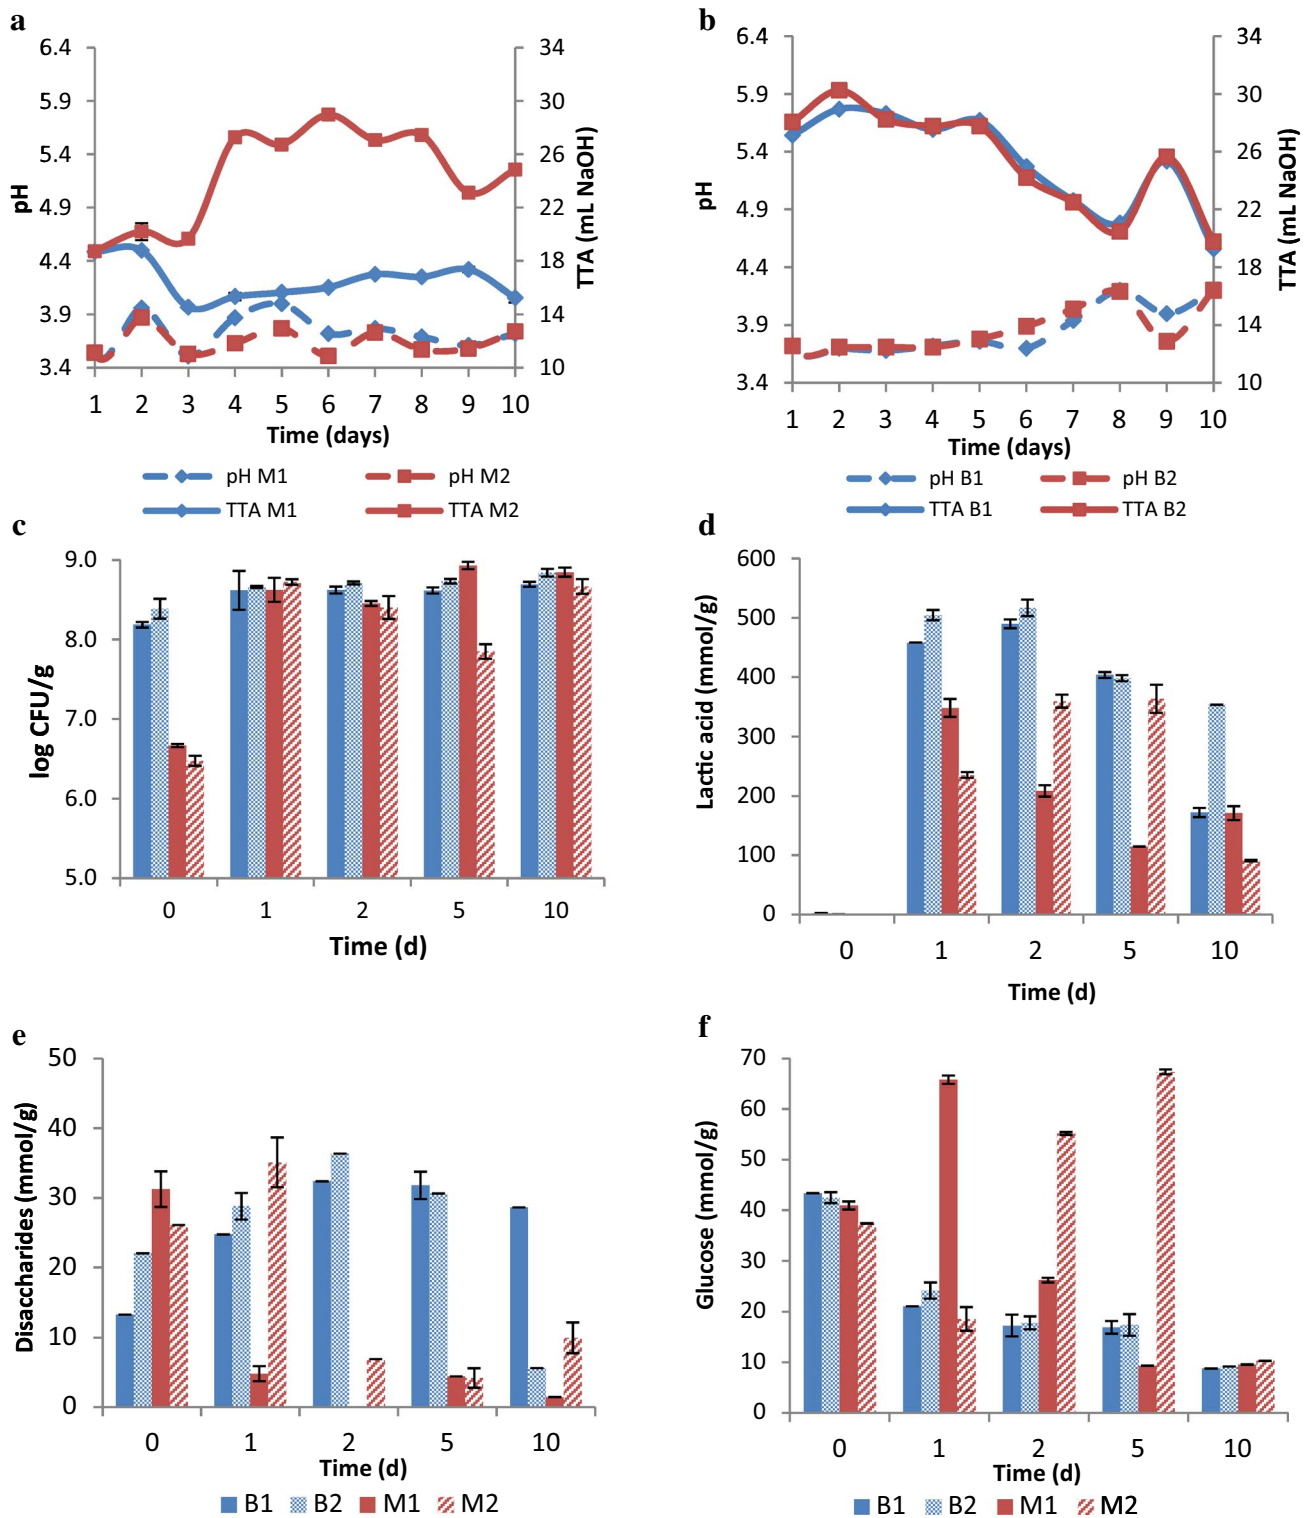 a
6.4
5.9
5.4
4.9
4.4
3.9
3.4
pH
34
30
26
22
18
14
10
TTA (mL NaOH)
1 2 3 4 5 6 7 8 9 10
Time (days)
pH M1 pH M2
TTA M1 TTA M2
b
6.4
5.9
5.4
4.9
4.4
3.9
3.4
pH
34
30
26
22
18
14
10
TTA (mL NaOH)
1 2 3 4 5 6 7 8 9 10
Time (days)
pH B1 pH B2
TTA B1 TTA B2
c
9.0
8.0
7.0
6.0
5.0
log CFU/g
0 1 2 5 10
Time (d)
d
600
500
400
300
200
100
0
Lactic acid (mmol/g)
0 1 2 5 10
Time (d)
e
50
40
30
20
10
0
Disaccharides (mmol/g)
0 1 2 5 10
Time (d)
B1 B2 M1 M2
f
70
60
50
40
30
20
10
0
Glucose (mmol/g)
0 1 2 5 10
Time (d)
B1 B2 M1 M2